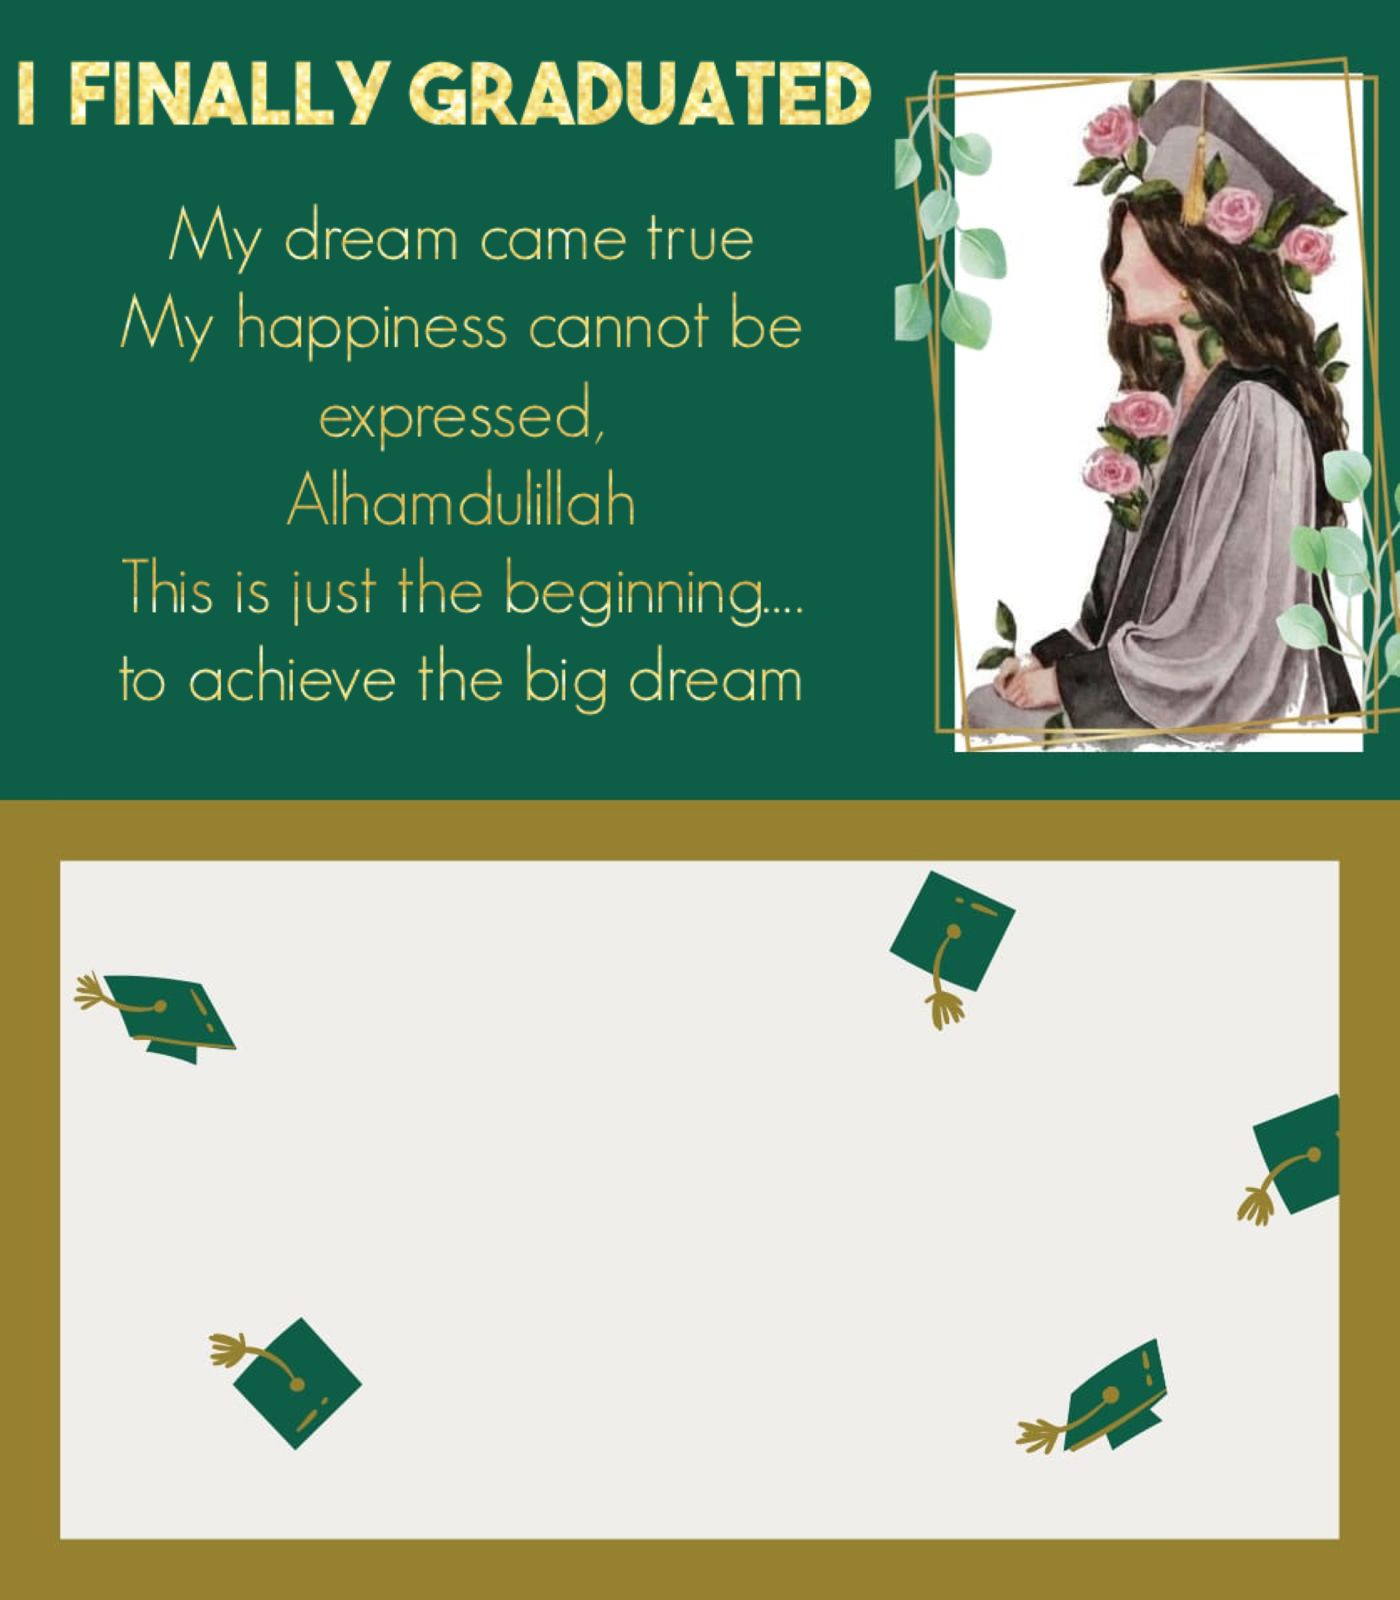 I FINALLY GRADUATED
My dream came true
My happiness cannot be
expressed,
Alhamdulillah
This is just the beginning....
to achieve the big dream